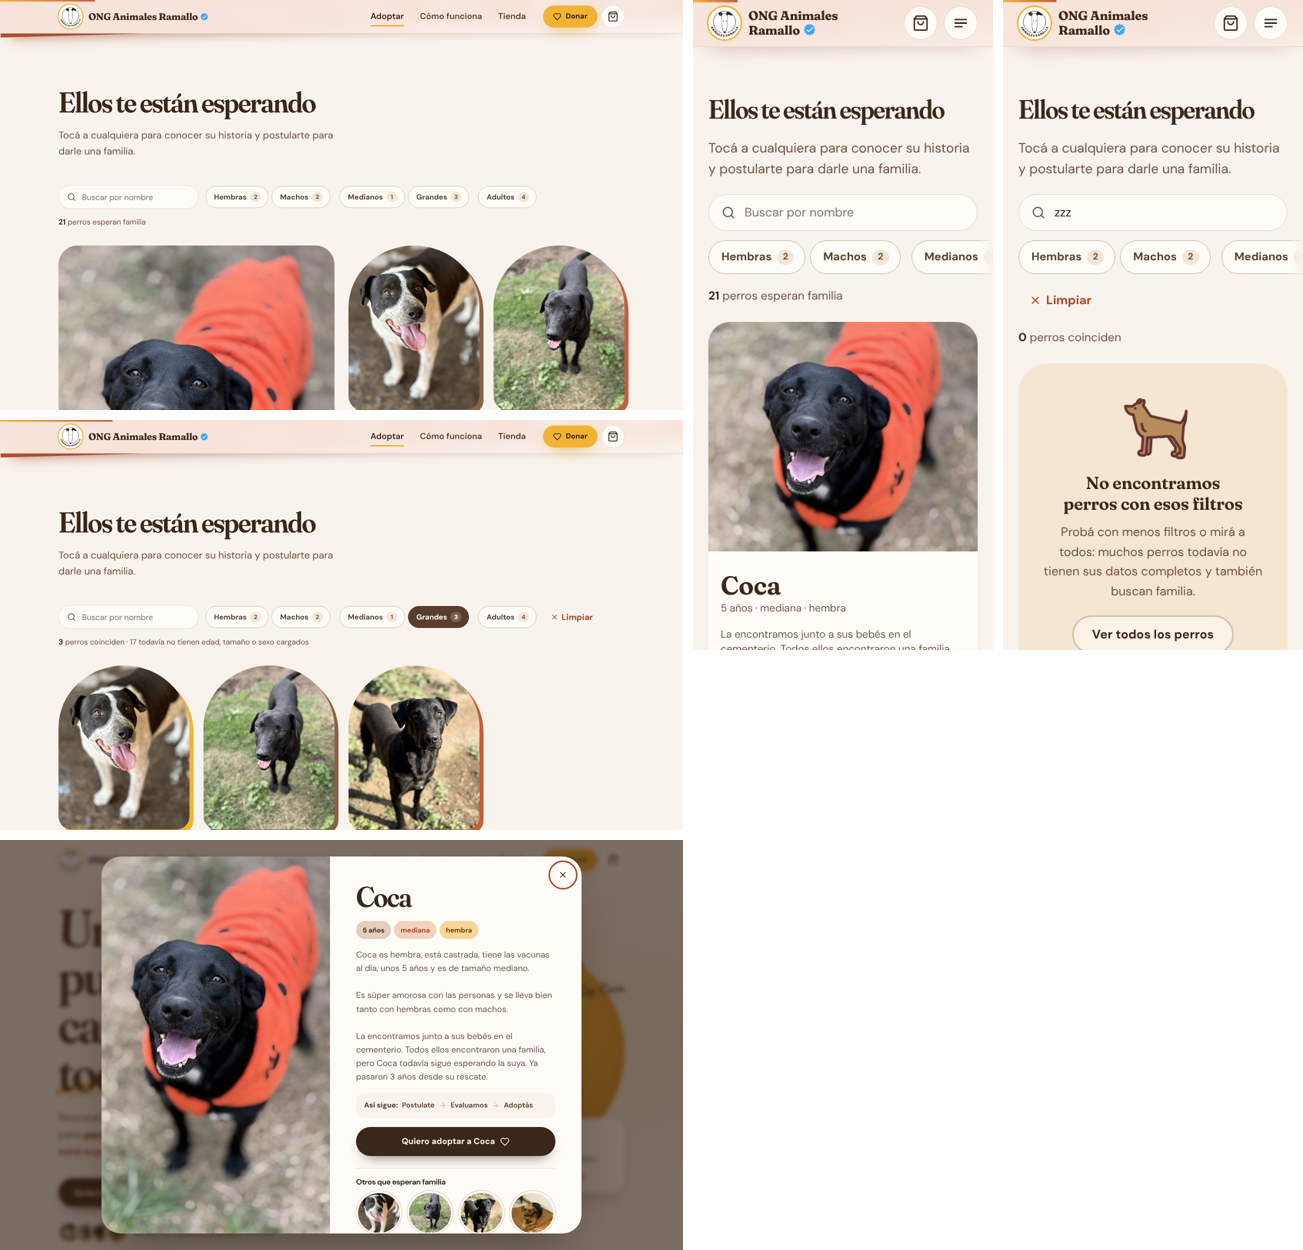 ONG Animales Ramallo
Adoptar
Cómo funciona
Tienda
Donar
Ellos te están esperando
Tocá a cualquiera para conocer su historia y postularte para
darle una familia.
Buscar por nombre
Hembras 2
Machos 2
Medianos 1
Grandes 3
Adultos 4
21 perros esperan familia
ONG Animales
Ramallo
Ellos te están esperando
Tocá a cualquiera para conocer su historia
y postularte para darle una familia.
Buscar por nombre
Hembras 2
Machos 2
Medianos
21 perros esperan familia
Coca
5 años · mediana · hembra
La encontramos junto a sus bebés en el
cementerio. Todos ellos encontraron una familia,
ONG Animales
Ramallo
Ellos te están esperando
Tocá a cualquiera para conocer su historia
y postularte para darle una familia.
zzz
Hembras 2
Machos 2
Medianos
Limpiar
0 perros coinciden
No encontramos
perros con esos filtros
Probá con menos filtros o mirá a
todos: muchos perros todavía no
tienen sus datos completos y también
buscan familia.
Ver todos los perros
ONG Animales Ramallo
Adoptar
Cómo funciona
Tienda
Donar
Ellos te están esperando
Tocá a cualquiera para conocer su historia y postularte para
darle una familia.
Buscar por nombre
Hembras 2
Machos 2
Medianos 1
Grandes 3
Adultos 4
Limpiar
3 perros coinciden · 17 todavía no tienen edad, tamaño o sexo cargados
Coca
5 años
mediana
hembra
Coca es hembra, está castrada, tiene las vacunas
al día, unos 5 años y es de tamaño mediano.
Es súper amorosa con las personas y se lleva bien
tanto con hembras como con machos.
La encontramos junto a sus bebés en el
cementerio. Todos ellos encontraron una familia,
pero Coca todavía sigue esperando la suya. Ya
pasaron 3 años desde su rescate.
Así sigue: Postulate → Evaluamos → Adoptás
Quiero adoptar a Coca
Otros que esperan familia